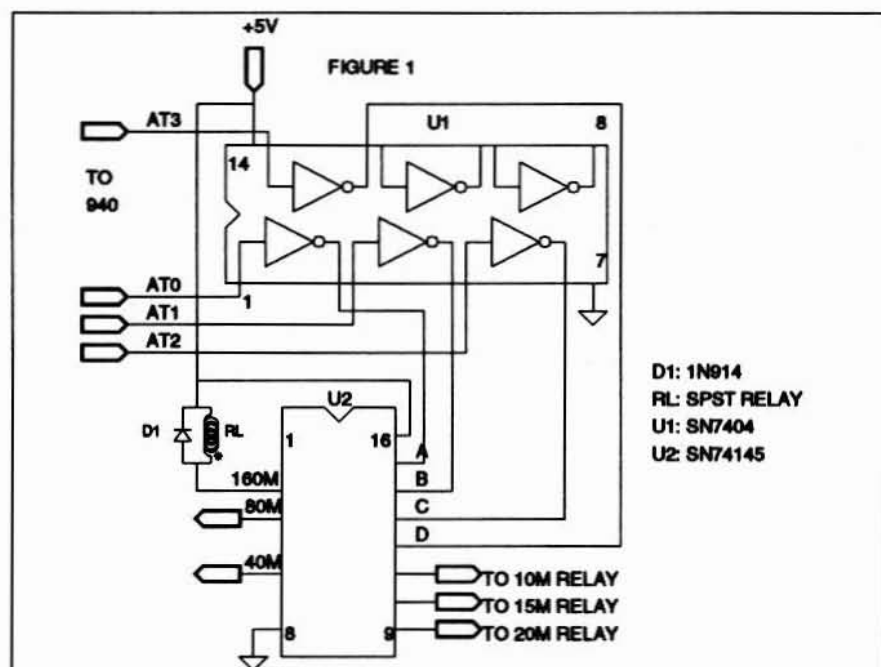 +5V
FIGURE 1
AT3
U1
8
14
TO
940
7
AT0
1
AT1
AT2
D1: 1N914
RL: SPST RELAY
U1: SN7404
U2: SN74145
U2
D1
RL
*
1
16
A
160M
B
80M
C
D
40M
TO 10M RELAY
TO 15M RELAY
8
9
TO 20M RELAY